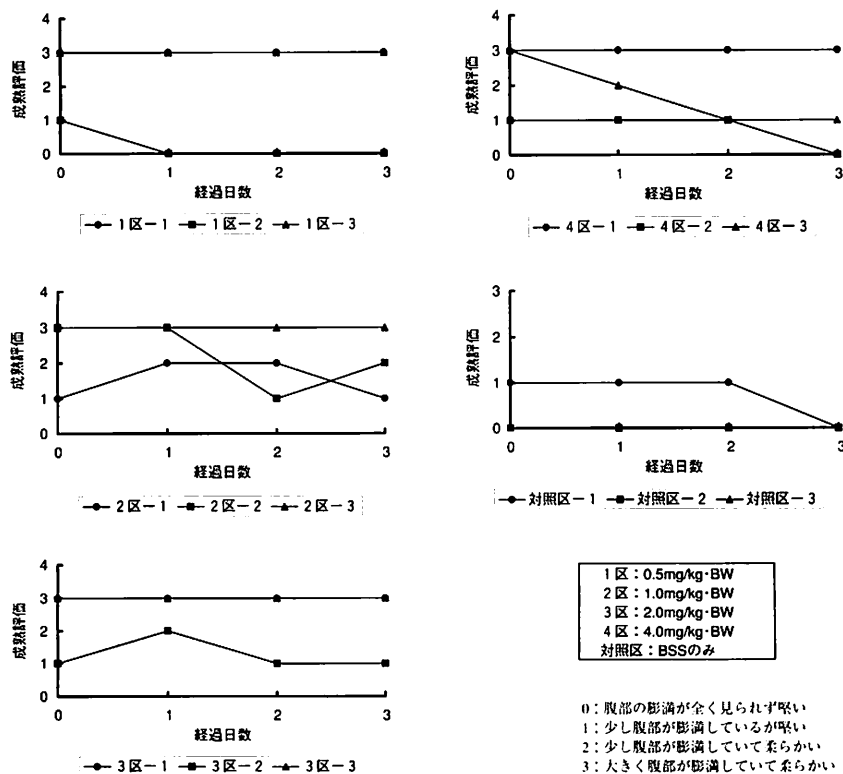 4
3
2
1
0
成熟評価
0 1 2 3
経過日数
1区－1 1区－2 1区－3
4
3
2
1
0
成熟評価
0 1 2 3
経過日数
4区－1 4区－2 4区－3
4
3
2
1
0
成熟評価
0 1 2 3
経過日数
2区－1 2区－2 2区－3
3
2
1
0
成熟評価
0 1 2 3
経過日数
対照区－1 対照区－2 対照区－3
4
3
2
1
0
成熟評価
0 1 2 3
経過日数
3区－1 3区－2 3区－3
1区：0.5mg/kg･BW
2区：1.0mg/kg･BW
3区：2.0mg/kg･BW
4区：4.0mg/kg･BW
対照区：BSSのみ
0：腹部の膨満が全く見られず堅い
1：少し腹部が膨満しているが堅い
2：少し腹部が膨満していて柔らかい
3：大きく腹部が膨満していて柔らかい